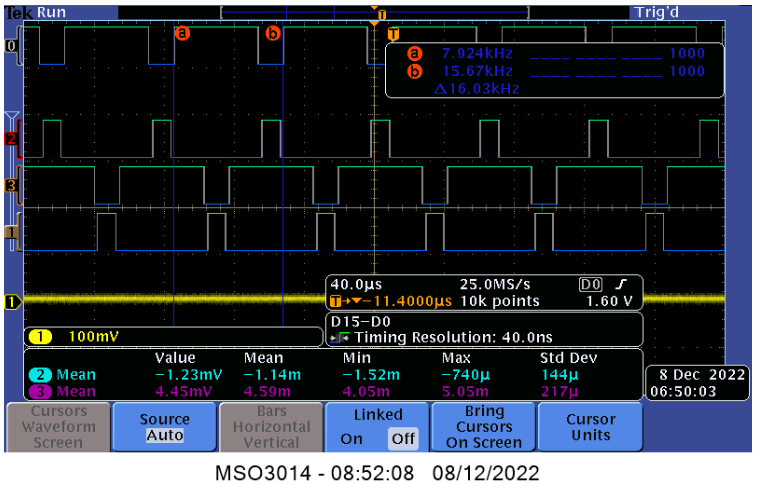 Tek Run Trig'd
T
a b T
0
a 7.924kHz ____ ____ ____ ____ 1000
b 15.67kHz ____ ____ ____ ____ 1000
Δ16.03kHz
2
3
1
1
40.0µs 25.0MS/s D0
T→▼−11.4000µs 10k points 1.60 V
D15−D0
Timing Resolution: 40.0ns
1 100mV
Value Mean Min Max Std Dev
2 Mean −1.23mV −1.14m −1.52m −740µ 144µ
3 Mean 4.45mV 4.59m 4.05m 5.05m 217µ
8 Dec 2022
06:50:03
Cursors
Waveform
Screen
Source
Auto
Bars
Horizontal
Vertical
Linked
On Off
Bring
Cursors
On Screen
Cursor
Units
MSO3014 - 08:52:08 08/12/2022